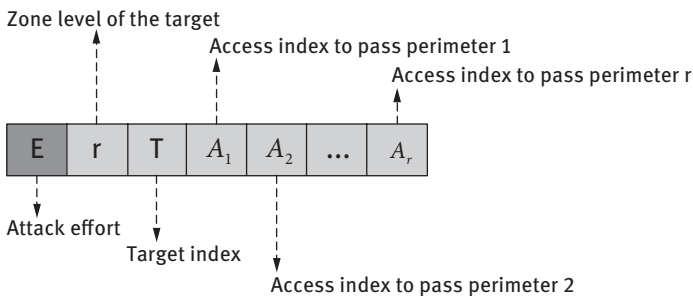 Zone level of the target
Access index to pass perimeter 1
Access index to pass perimeter r
E r T A₁ A₂ ... Aᵣ
Attack effort
Target index
Access index to pass perimeter 2